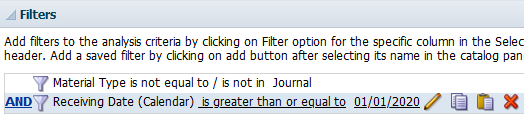 Filters
Add filters to the analysis criteria by clicking on Filter option for the specific column in the Selec
header. Add a saved filter by clicking on add button after selecting its name in the catalog pan
Material Type is not equal to / is not in Journal
AND Receiving Date (Calendar) is greater than or equal to 01/01/2020